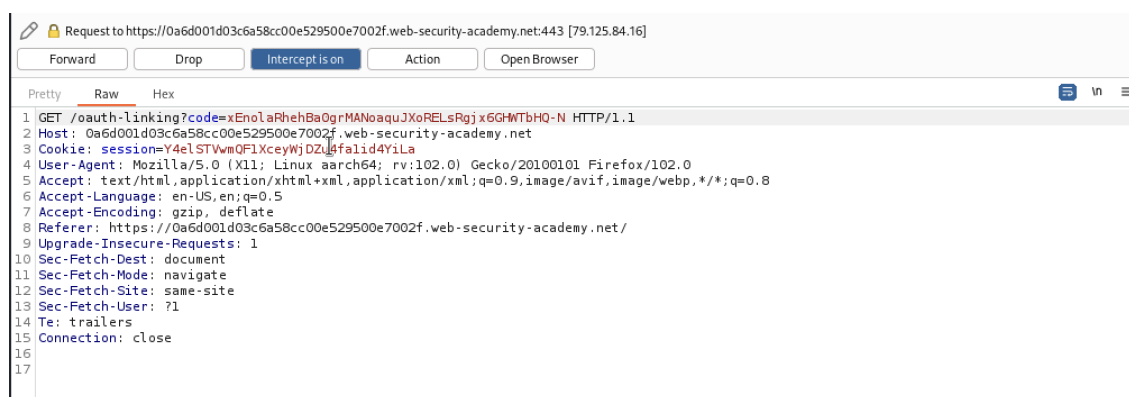 Request to https://0a6d001d03c6a58cc00e529500e7002f.web-security-academy.net:443 [79.125.84.16]
Forward Drop Intercept is on Action Open Browser
Pretty Raw Hex \n
1 GET /oauth-linking?code=xEnolaRhehBaOgrMANoaquJXoRELsRgjx6GHWTbHQ-N HTTP/1.1
2 Host: 0a6d001d03c6a58cc00e529500e7002f.web-security-academy.net
3 Cookie: session=Y4elSTVwmQF1XceyWjDZu4fa1id4YiLa
4 User-Agent: Mozilla/5.0 (X11; Linux aarch64; rv:102.0) Gecko/20100101 Firefox/102.0
5 Accept: text/html,application/xhtml+xml,application/xml;q=0.9,image/avif,image/webp,*/*;q=0.8
6 Accept-Language: en-US,en;q=0.5
7 Accept-Encoding: gzip, deflate
8 Referer: https://0a6d001d03c6a58cc00e529500e7002f.web-security-academy.net/
9 Upgrade-Insecure-Requests: 1
10 Sec-Fetch-Dest: document
11 Sec-Fetch-Mode: navigate
12 Sec-Fetch-Site: same-site
13 Sec-Fetch-User: ?1
14 Te: trailers
15 Connection: close
16
17